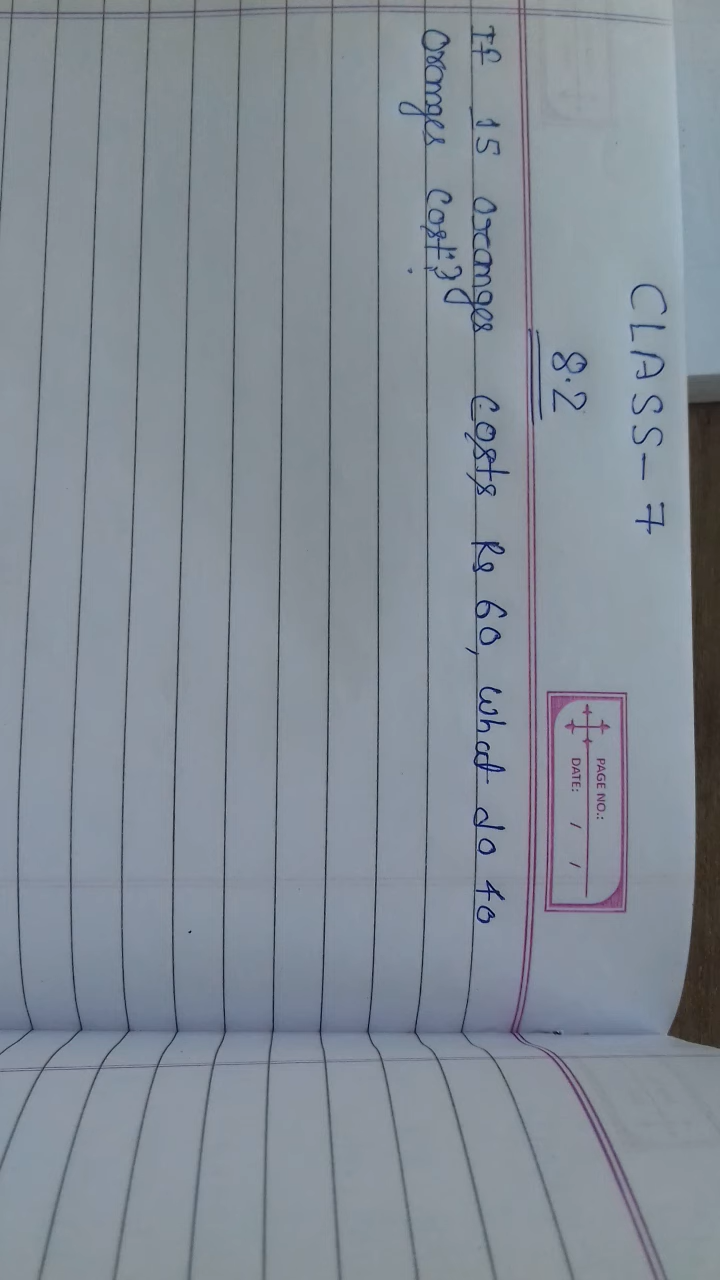 CLASS-7
8.2
PAGE NO.:
DATE: / /
If 15 oranges costs Rs 60, what do 40
oranges cost?